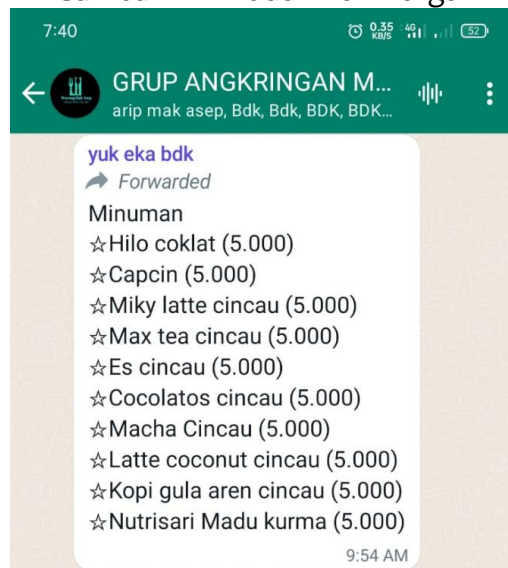 7:40
0.35 KB/S 4G 52
GRUP ANGKRINGAN M...
arip mak asep, Bdk, Bdk, BDK, BDK...
yuk eka bdk
Forwarded
Minuman
☆Hilo coklat (5.000)
☆Capcin (5.000)
☆Miky latte cincau (5.000)
☆Max tea cincau (5.000)
☆Es cincau (5.000)
☆Cocolatos cincau (5.000)
☆Macha Cincau (5.000)
☆Latte coconut cincau (5.000)
☆Kopi gula aren cincau (5.000)
☆Nutrisari Madu kurma (5.000)
9:54 AM